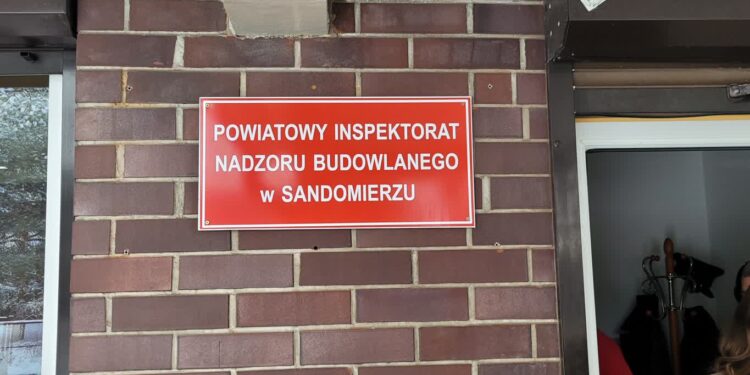 POWIATOWY INSPEKTORAT
NADZORU BUDOWLANEGO
w SANDOMIERZU